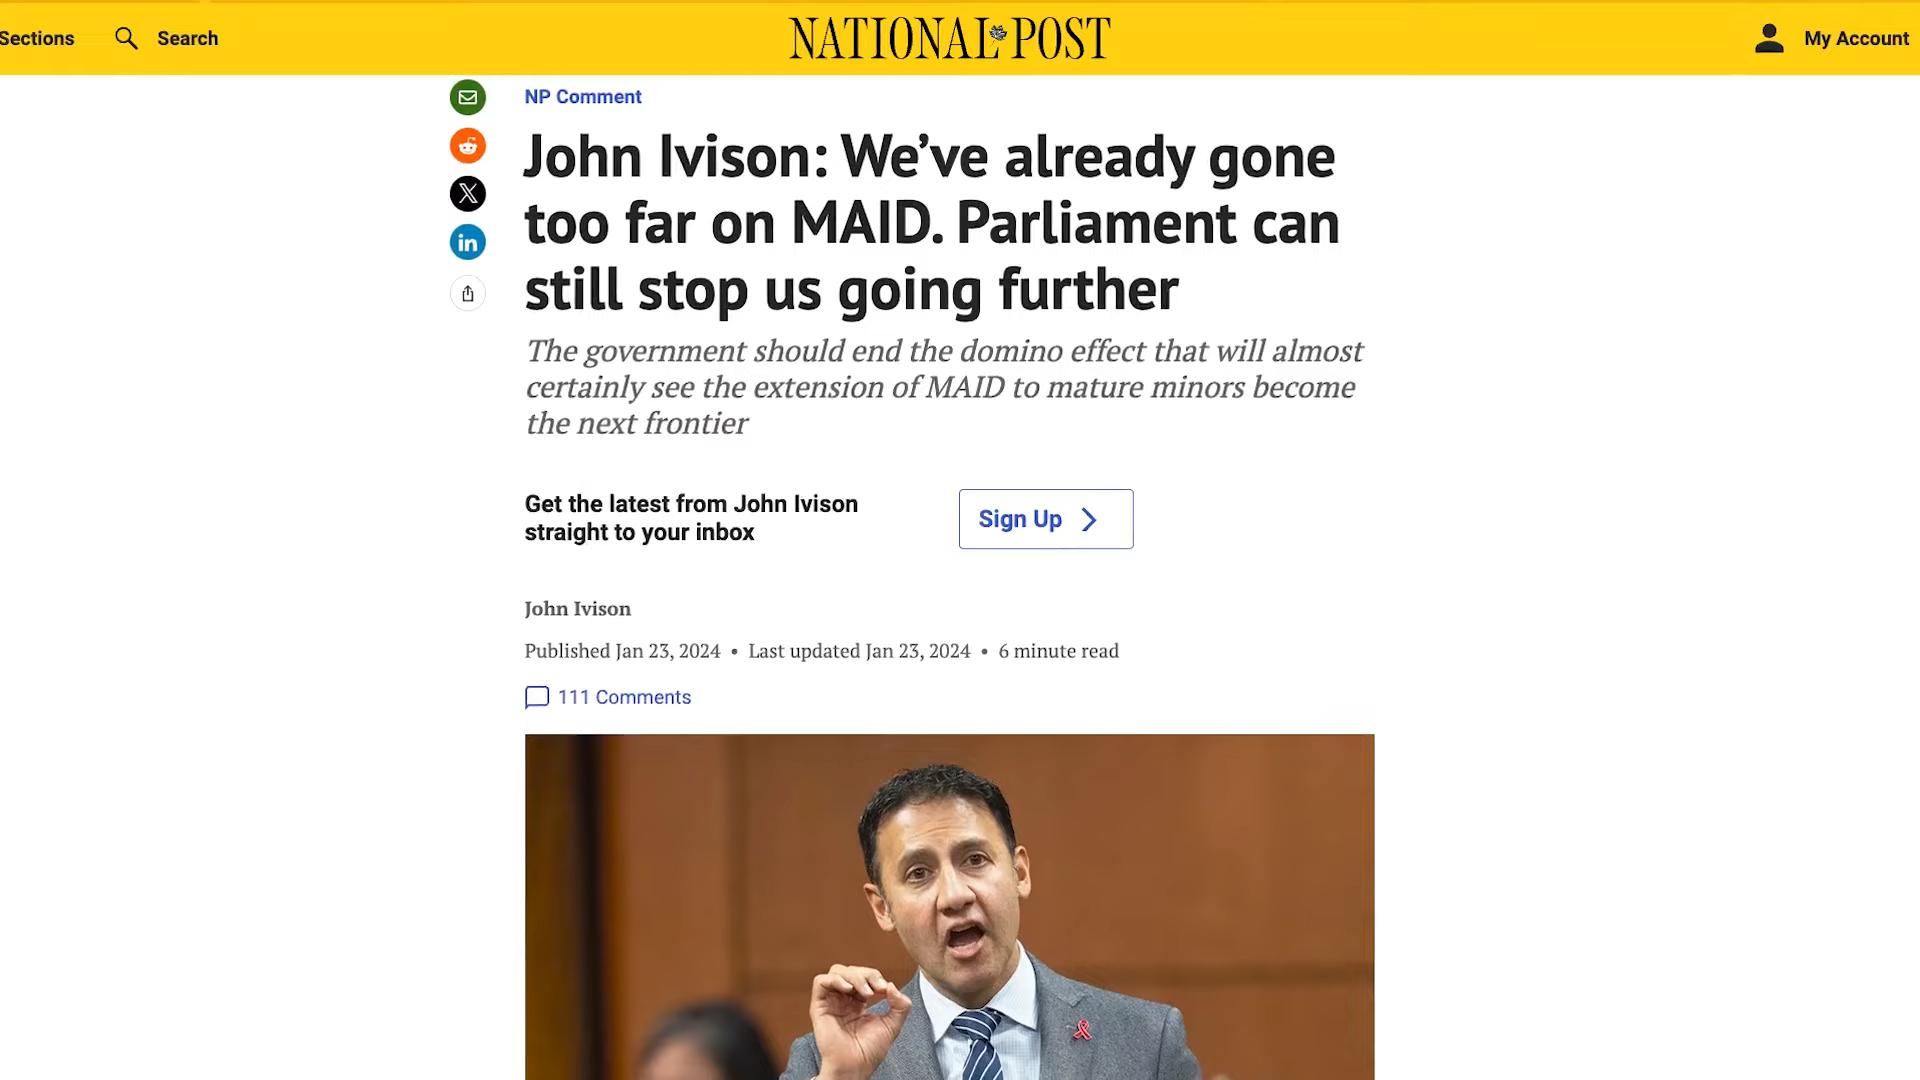 Sections
Search
NATIONAL POST
My Account
NP Comment
John Ivison: We’ve already gone
too far on MAID. Parliament can
still stop us going further
The government should end the domino effect that will almost
certainly see the extension of MAID to mature minors become
the next frontier
Get the latest from John Ivison
straight to your inbox
Sign Up
John Ivison
Published Jan 23, 2024 • Last updated Jan 23, 2024 • 6 minute read
111 Comments
in